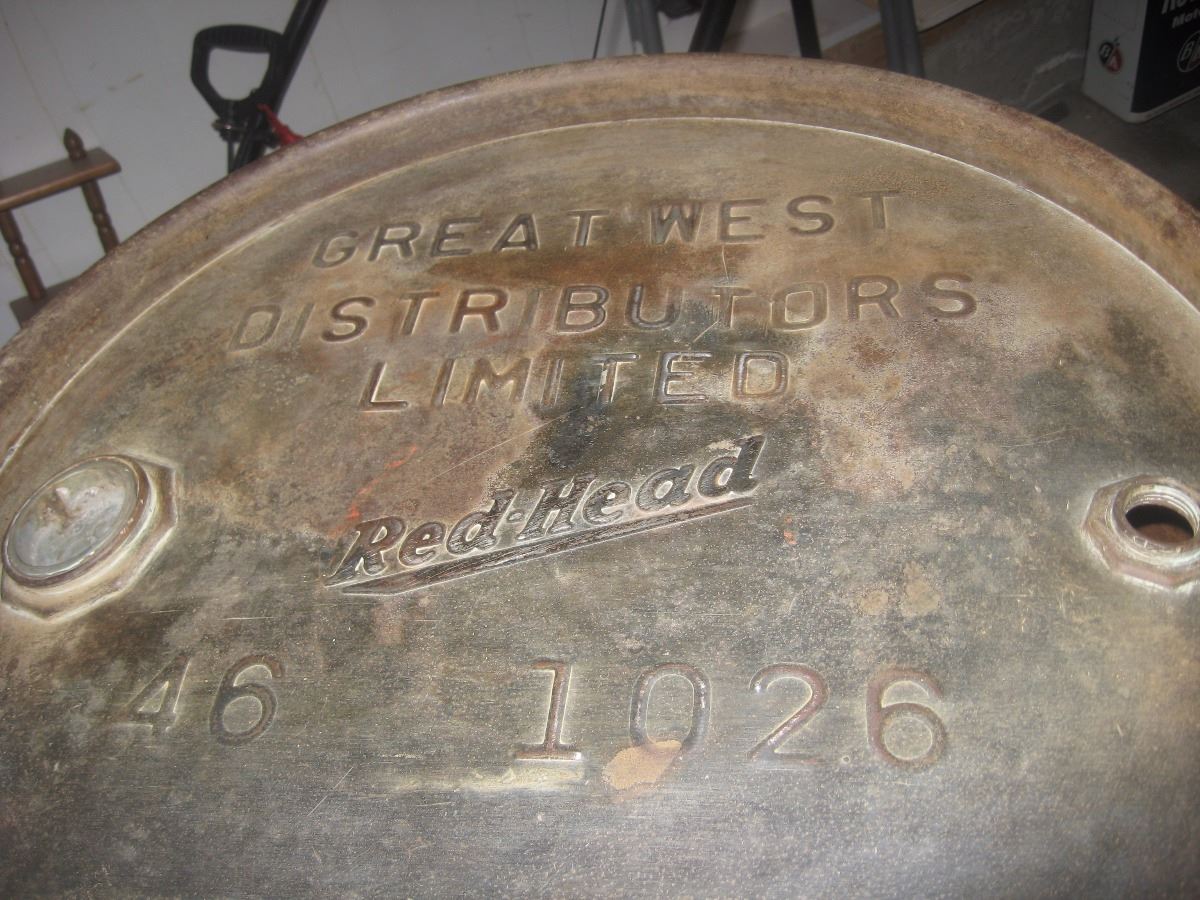 GREAT WEST
DISTRIBUTORS
LIMITED
Red-Head
46 1026
B A